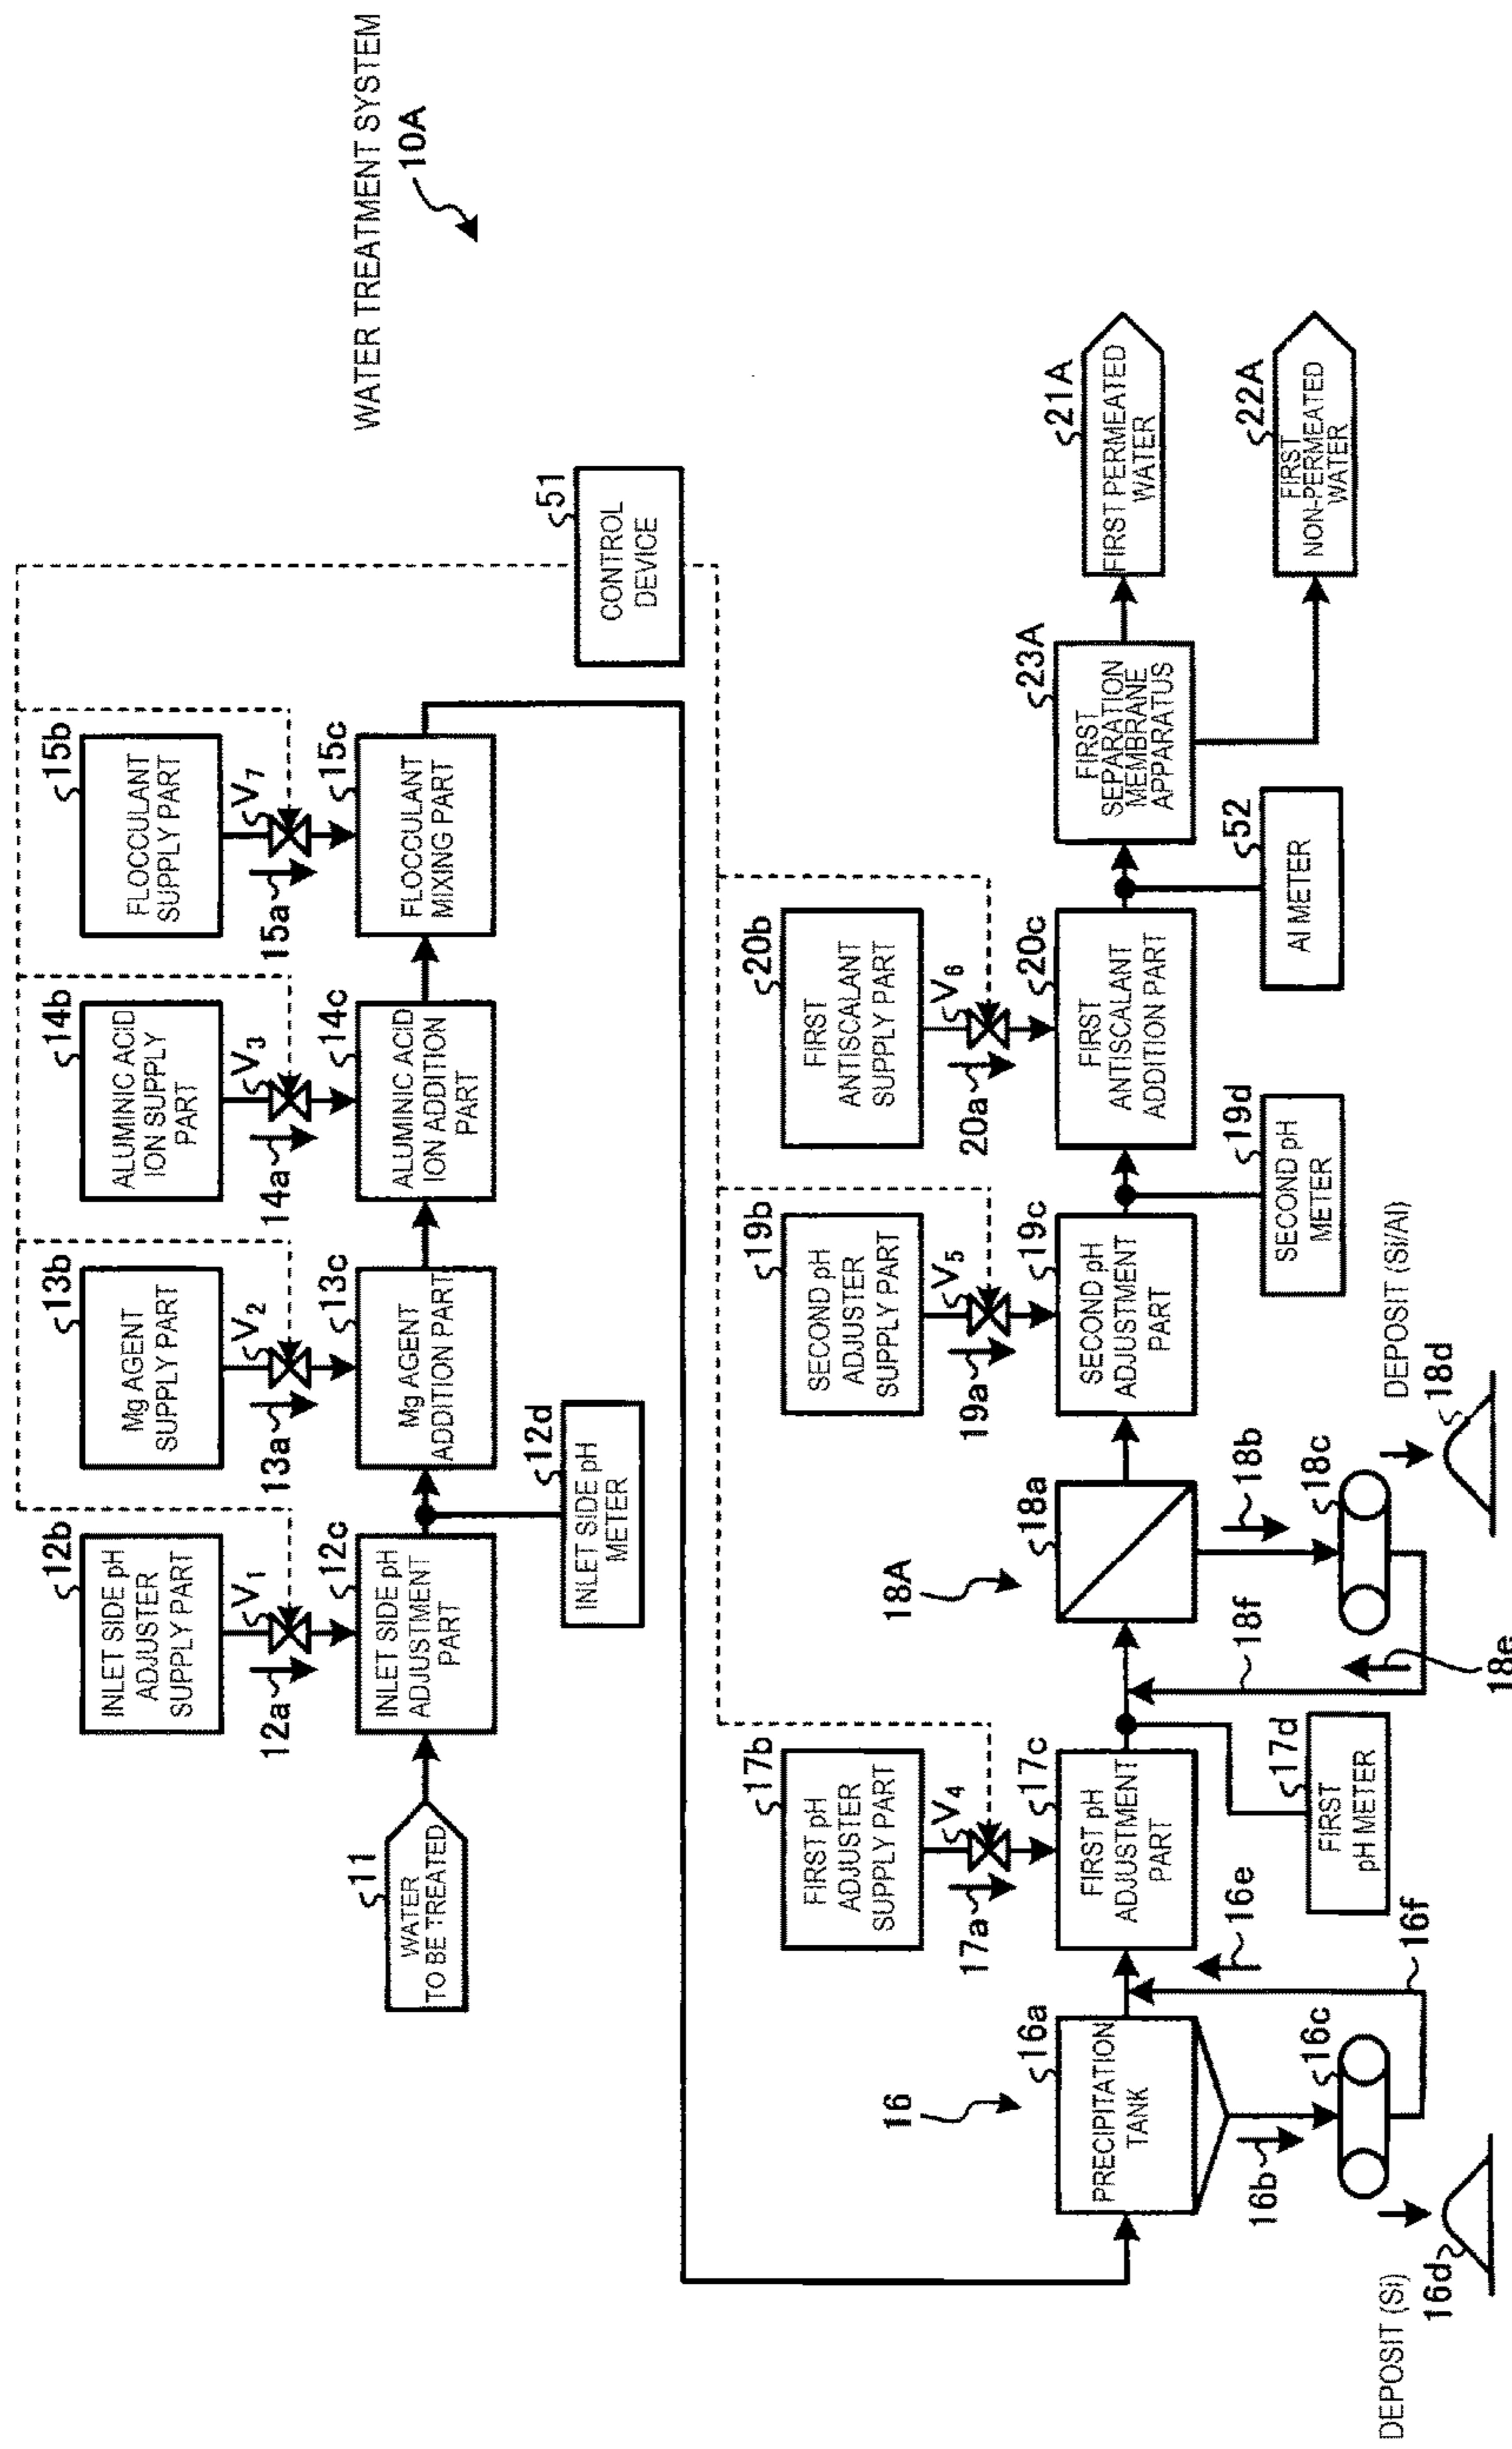 WATER TREATMENT SYSTEM
10A
12b
INLET SIDE pH
ADJUSTER
SUPPLY PART
V1
12a
12c
INLET SIDE pH
ADJUSTMENT
PART
12d
INLET SIDE pH
METER
11
WATER
TO BE TREATED
13b
Mg AGENT
SUPPLY PART
V2
13a
13c
Mg AGENT
ADDITION PART
14b
ALUMINIC ACID
ION SUPPLY
PART
V3
14a
14c
ALUMINIC ACID
ION ADDITION
PART
15b
FLOCCULANT
SUPPLY PART
V7
15a
15c
FLOCCULANT
MIXING PART
51
CONTROL
DEVICE
16
16a
PRECIPITATION
TANK
16b
16c
16d
DEPOSIT (Si)
16e
16f
17b
FIRST pH
ADJUSTER
SUPPLY PART
V4
17a
17c
FIRST pH
ADJUSTMENT
PART
17d
FIRST
pH METER
18A
18a
18b
18c
18d
DEPOSIT (Si/Al)
18e
18f
19b
SECOND pH
ADJUSTER
SUPPLY PART
V5
19a
19c
SECOND pH
ADJUSTMENT
PART
19d
SECOND pH
METER
20b
FIRST
ANTISCALANT
SUPPLY PART
V6
20a
20c
FIRST
ANTISCALANT
ADDITION PART
52
Al METER
23A
FIRST
SEPARATION
MEMBRANE
APPARATUS
21A
FIRST PERMEATED
WATER
22A
FIRST
NON-PERMEATED
WATER